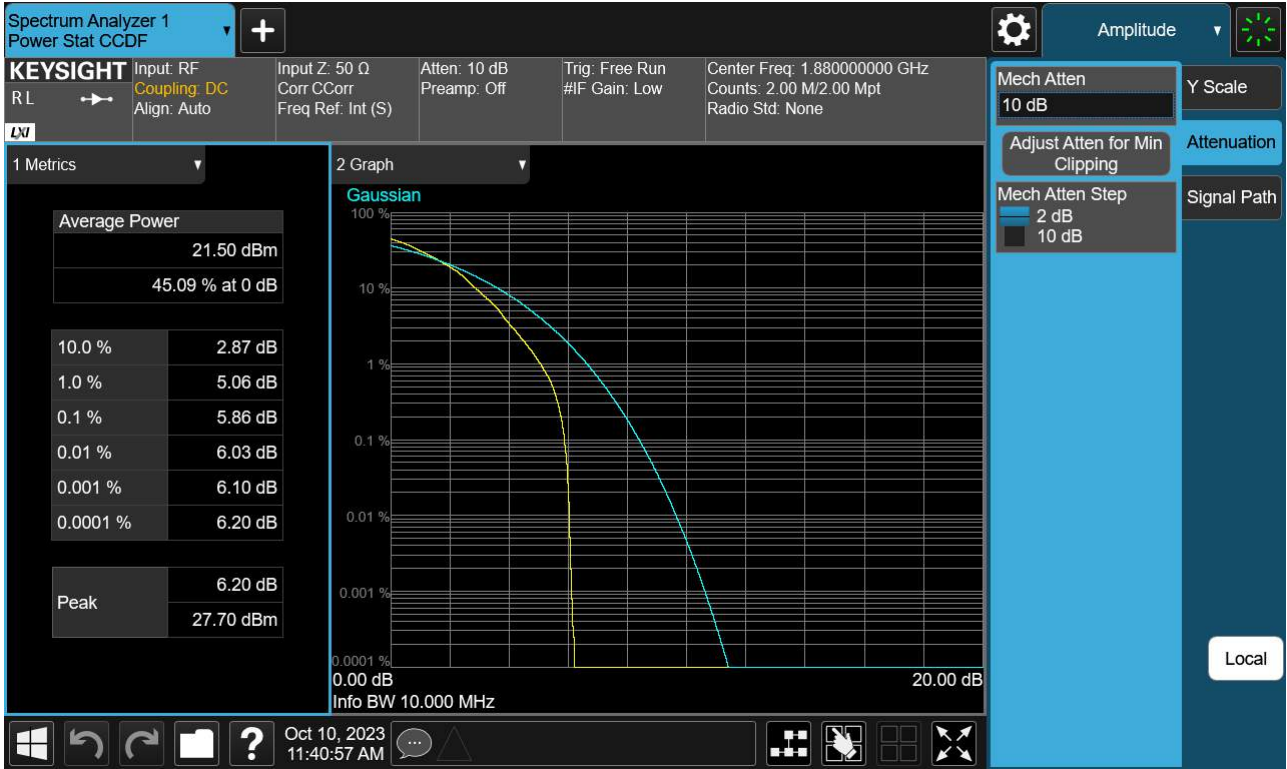 Spectrum Analyzer 1
Power Stat CCDF
+
Amplitude
KEYSIGHT
RL
LXI
Input: RF
Coupling: DC
Align: Auto
Input Z: 50 Ω
Corr CCorr
Freq Ref: Int (S)
Atten: 10 dB
Preamp: Off
Trig: Free Run
#IF Gain: Low
Center Freq: 1.880000000 GHz
Counts: 2.00 M/2.00 Mpt
Radio Std: None
1 Metrics
Average Power
21.50 dBm
45.09 % at 0 dB
10.0 % 2.87 dB
1.0 % 5.06 dB
0.1 % 5.86 dB
0.01 % 6.03 dB
0.001 % 6.10 dB
0.0001 % 6.20 dB
Peak
6.20 dB
27.70 dBm
2 Graph
Gaussian
100 %
10 %
1 %
0.1 %
0.01 %
0.001 %
0.0001 %
0.00 dB 20.00 dB
Info BW 10.000 MHz
Mech Atten
10 dB
Adjust Atten for Min
Clipping
Mech Atten Step
2 dB
10 dB
Y Scale
Attenuation
Signal Path
Local
?
Oct 10, 2023
11:40:57 AM